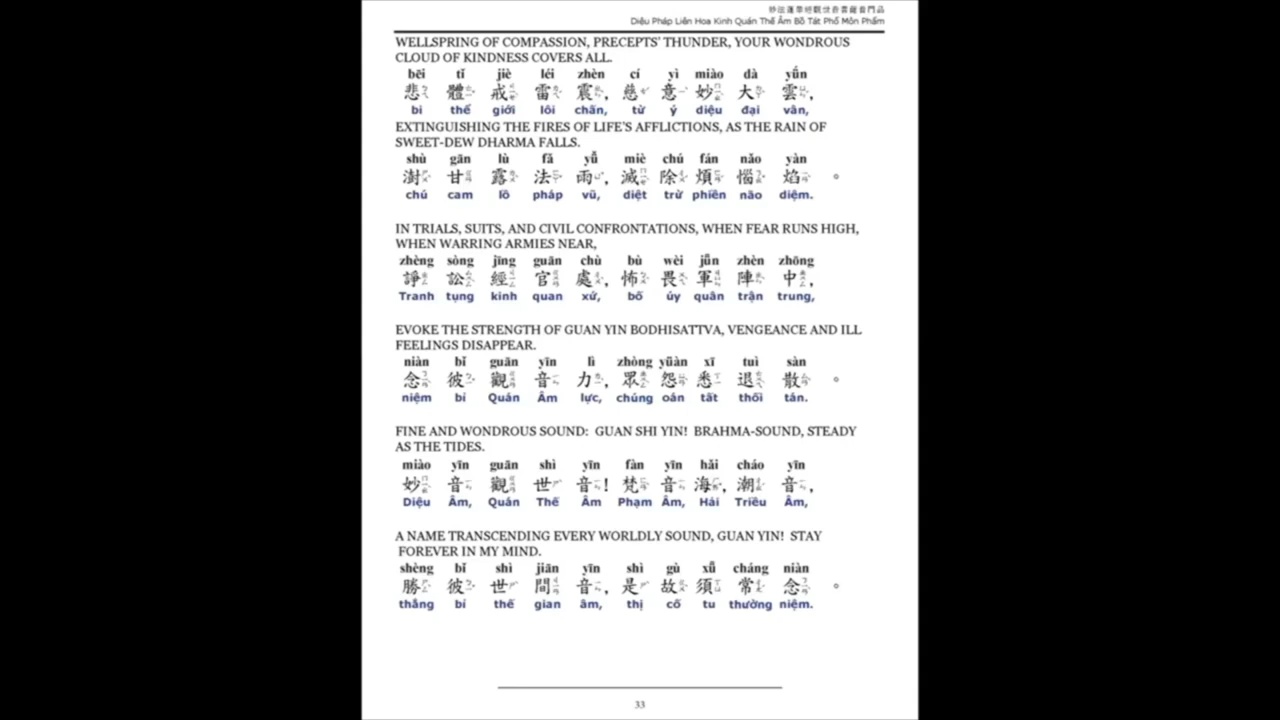 妙法蓮華經觀世音菩薩普門品
Diệu Pháp Liên Hoa Kinh Quán Thế Âm Bồ Tát Phổ Môn Phẩm
WELLSPRING OF COMPASSION, PRECEPTS' THUNDER, YOUR WONDROUS
CLOUD OF KINDNESS COVERS ALL.
bēi tǐ jiè léi zhèn cí yì miào dà yǘn
悲 體 戒 雷 震, 慈 意 妙 大 雲,
bi thể giới lôi chấn, từ ý diệu đại vân,
EXTINGUISHING THE FIRES OF LIFE'S AFFLICTIONS, AS THE RAIN OF
SWEET-DEW DHARMA FALLS.
shù gān lù fǎ yǚ miè chú fán nǎo yàn
澍 甘 露 法 雨, 滅 除 煩 惱 焰 。
chú cam lồ pháp vũ, diệt trừ phiền não diệm.
IN TRIALS, SUITS, AND CIVIL CONFRONTATIONS, WHEN FEAR RUNS HIGH,
WHEN WARRING ARMIES NEAR,
zhèng sòng jīng guān chù bù wèi jǖn zhèn zhōng
諍 訟 經 官 處, 怖 畏 軍 陣 中,
Tranh tụng kinh quan xứ, bố úy quân trận trung,
EVOKE THE STRENGTH OF GUAN YIN BODHISATTVA, VENGEANCE AND ILL
FEELINGS DISAPPEAR.
niàn bǐ guān yīn lì zhòng yüàn xī tuì sàn
念 彼 觀 音 力, 眾 怨 悉 退 散 。
niệm bỉ Quán Âm lực, chúng oán tất thối tán.
FINE AND WONDROUS SOUND: GUAN SHI YIN! BRAHMA-SOUND, STEADY
AS THE TIDES.
miào yīn guān shì yīn fàn yīn hǎi cháo yīn
妙 音 觀 世 音! 梵 音 海, 潮 音,
Diệu Âm, Quán Thế Âm Phạm Âm, Hải Triều Âm,
A NAME TRANSCENDING EVERY WORLDLY SOUND, GUAN YIN! STAY
FOREVER IN MY MIND.
shèng bǐ shì jiān yīn shì gù xǖ cháng niàn
勝 彼 世 間 音, 是 故 須 常 念 。
thắng bỉ thế gian âm, thị cố tu thường niệm.
33